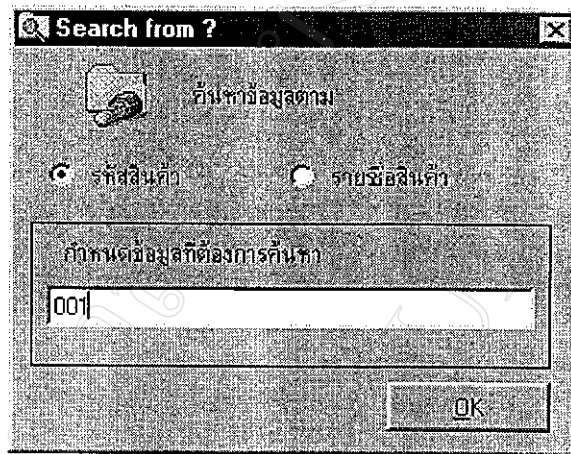 Search from ?
ค้นหาข้อมูลตาม
รหัสสินค้า รายชื่อสินค้า
กำหนดข้อมูลที่ต้องการค้นหา
001
OK